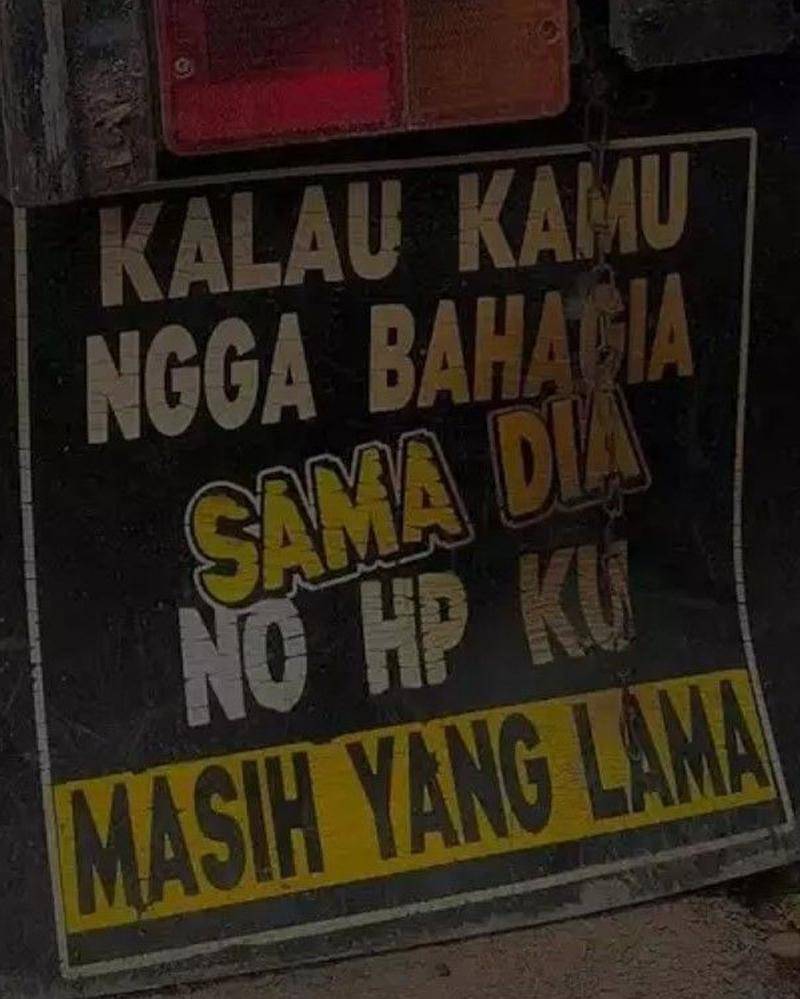 KALAU KAMU
NGGA BAHAGIA
SAMA DIA
NO HP KU
MASIH YANG LAMA